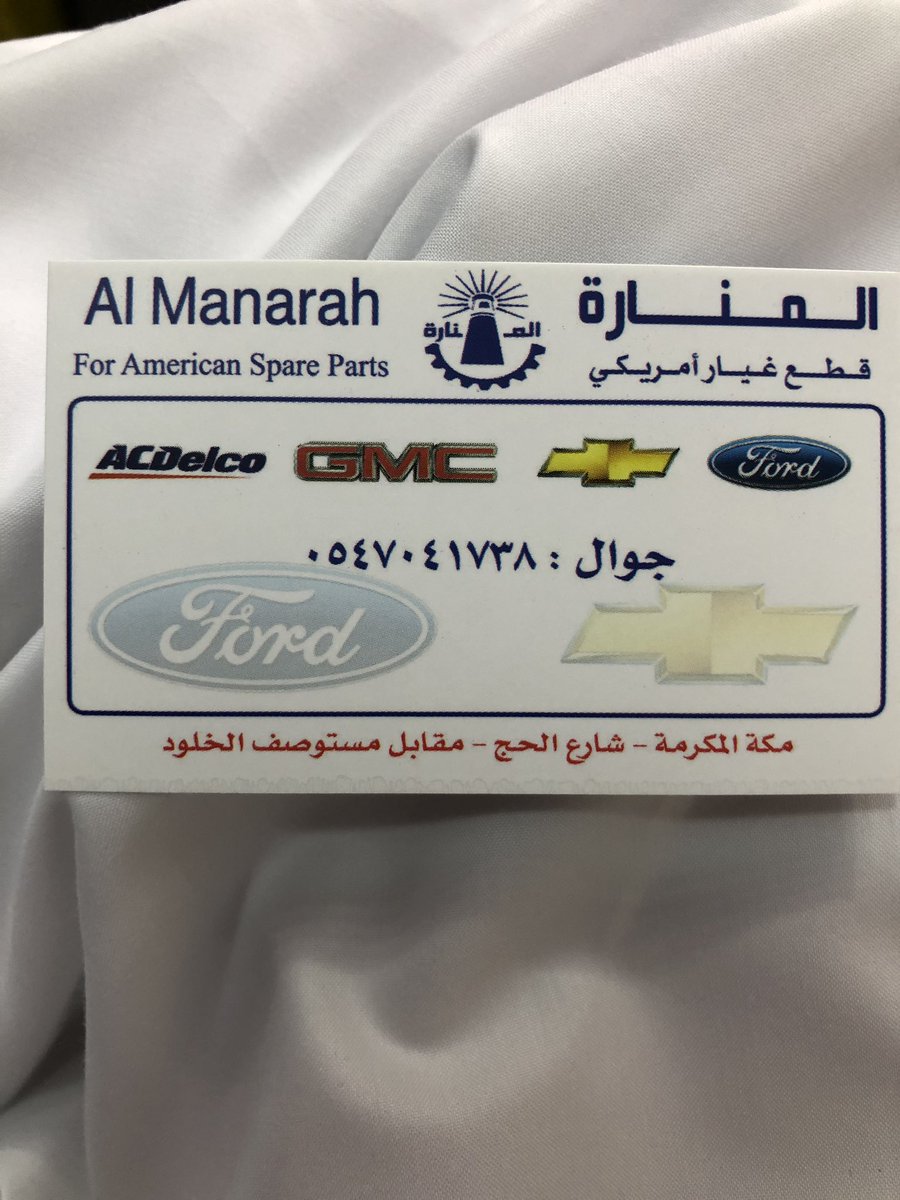 Al Manarah
المنارة
المنارة
For American Spare Parts
قطع غيار أمريكي
ACDelco
GMC
Ford
جوال : ٠٥٤٧٠٤١٧٣٨
Ford
مكة المكرمة - شارع الحج - مقابل مستوصف الخلود